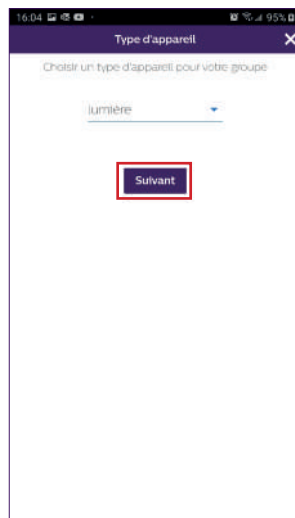 16:04 95%
Type d'appareil
Choisir un type d'appareil pour votre groupe
lumière
Suivant